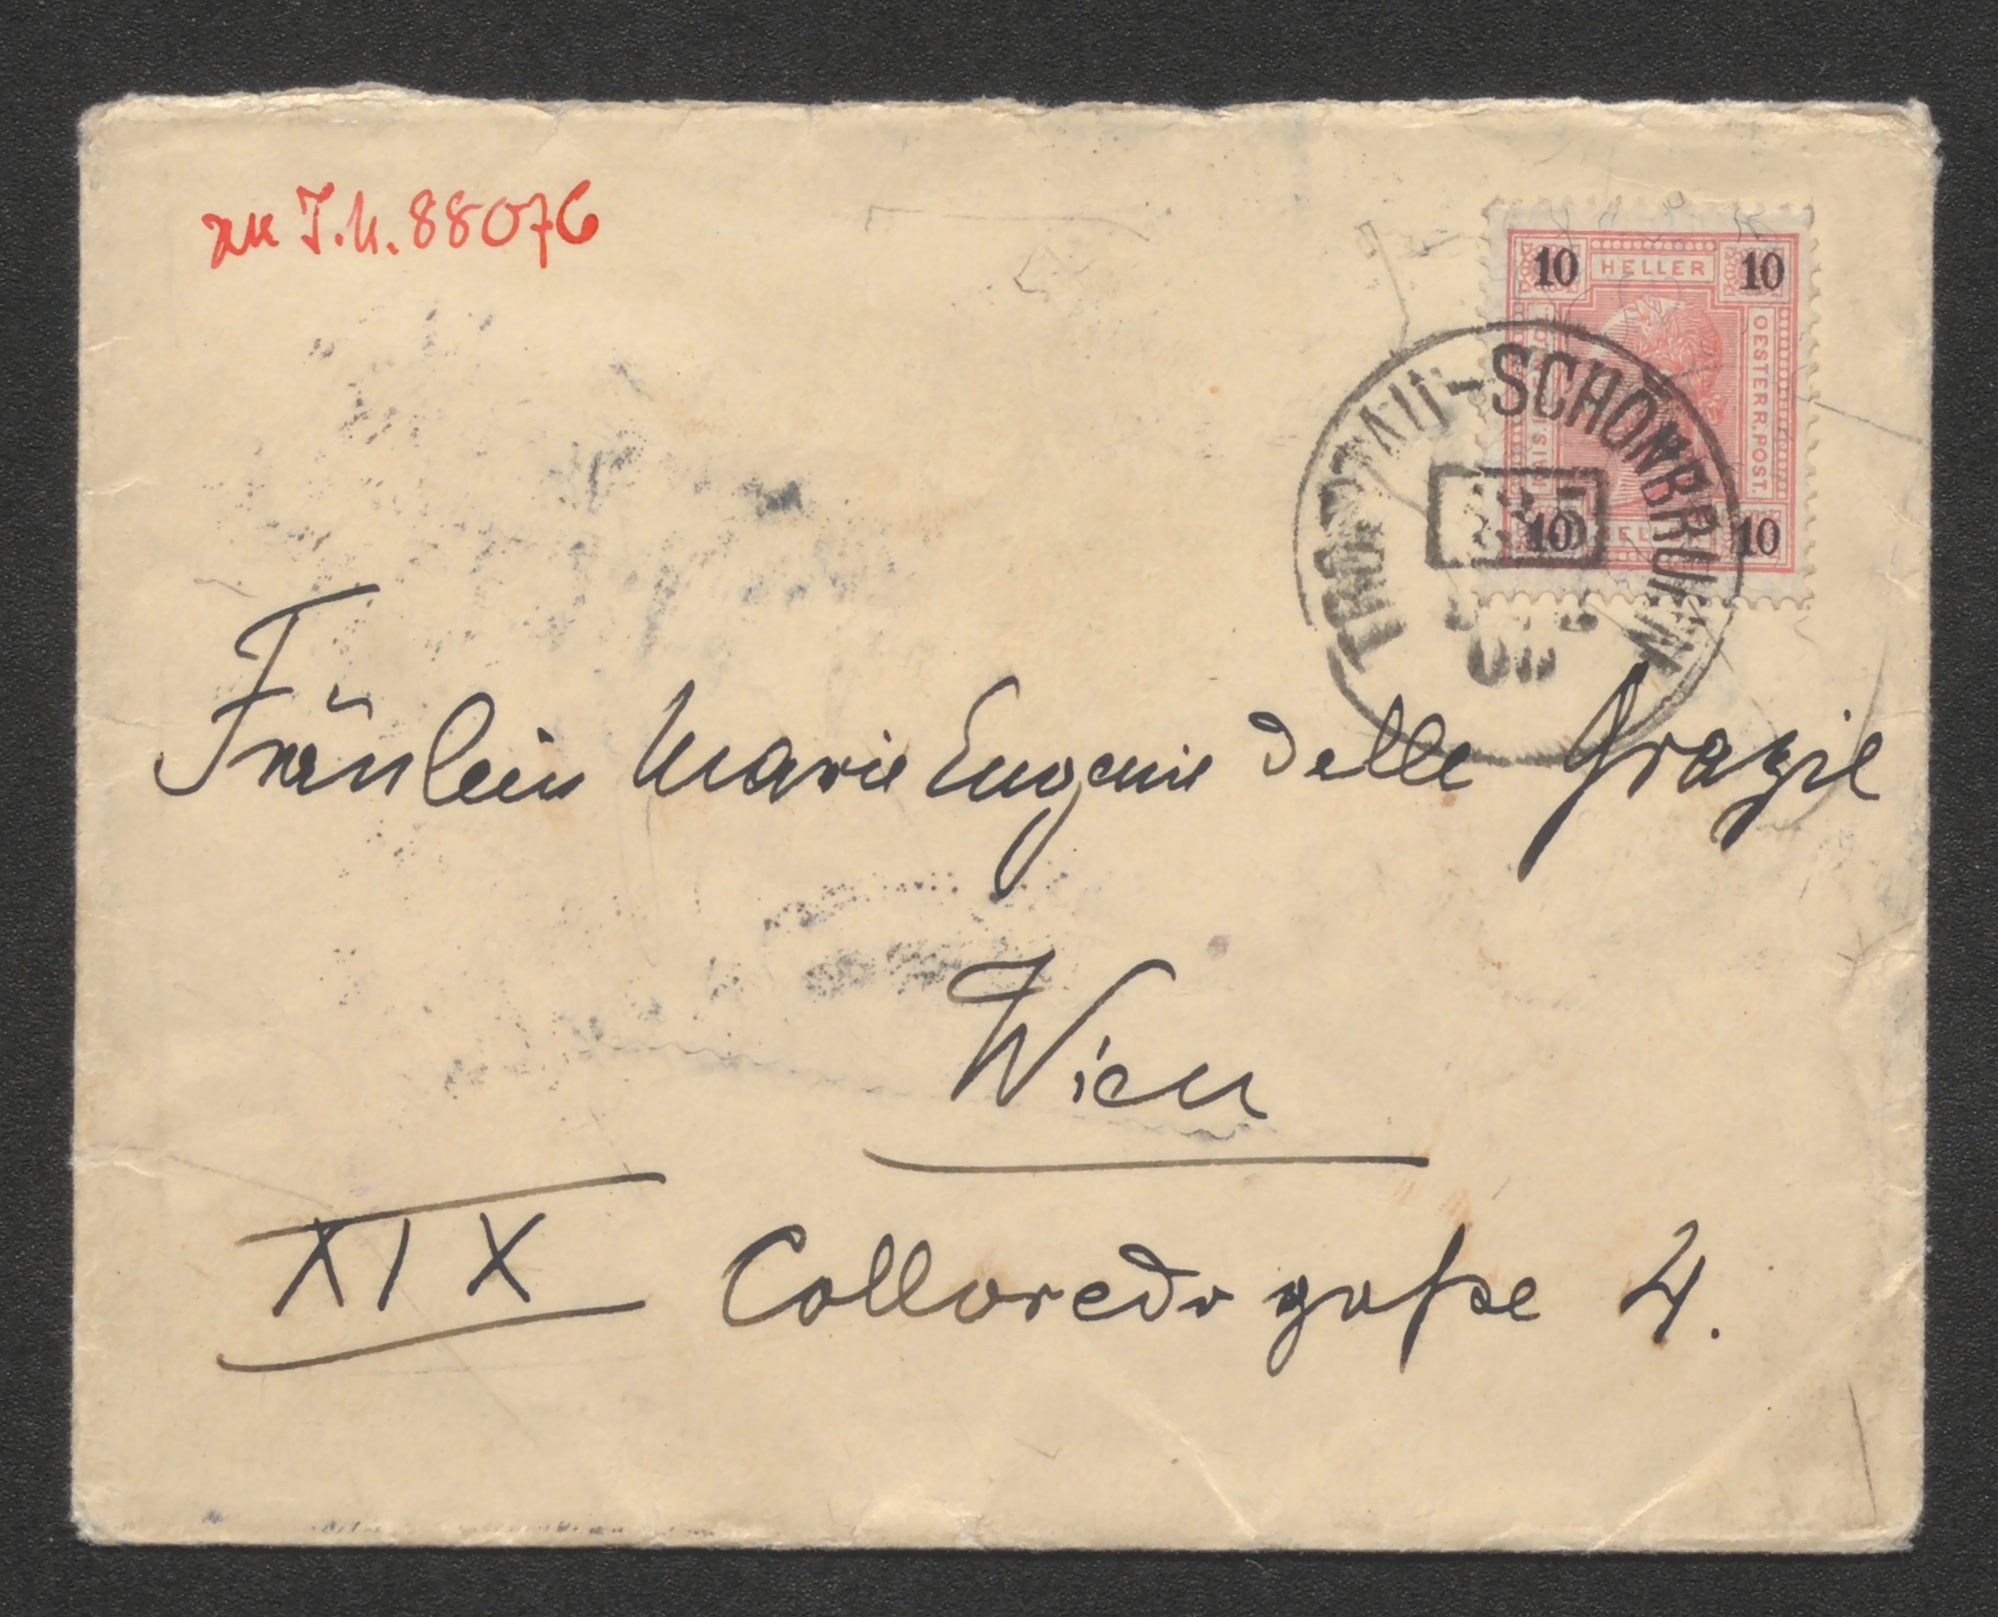 zu I.N. 88076
10 HELLER 10
OESTERR. POST.
10 10
TRAUTENAU-SCHÖNBRUNN
Fräulein Marie Eugenie delle Grazie
Wien
XIX Colloredogasse 4.